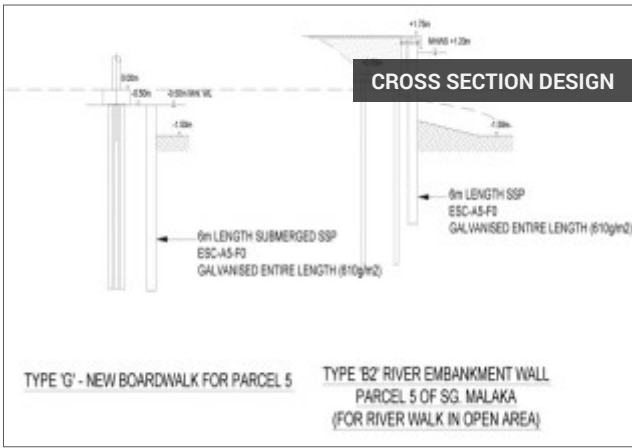 +1.75m
MHWS +1.20m
CROSS SECTION DESIGN
0.00m
-0.50m
-1.00m
-1.00m
6m LENGTH SUBMERGED SSP
ESC-A5-F0
GALVANISED ENTIRE LENGTH (610g/m2)
6m LENGTH SSP
ESC-A5-F0
GALVANISED ENTIRE LENGTH (610g/m2)
TYPE 'G' - NEW BOARDWALK FOR PARCEL 5
TYPE 'B2' RIVER EMBANKMENT WALL
PARCEL 5 OF SG. MALAKA
(FOR RIVER WALK IN OPEN AREA)